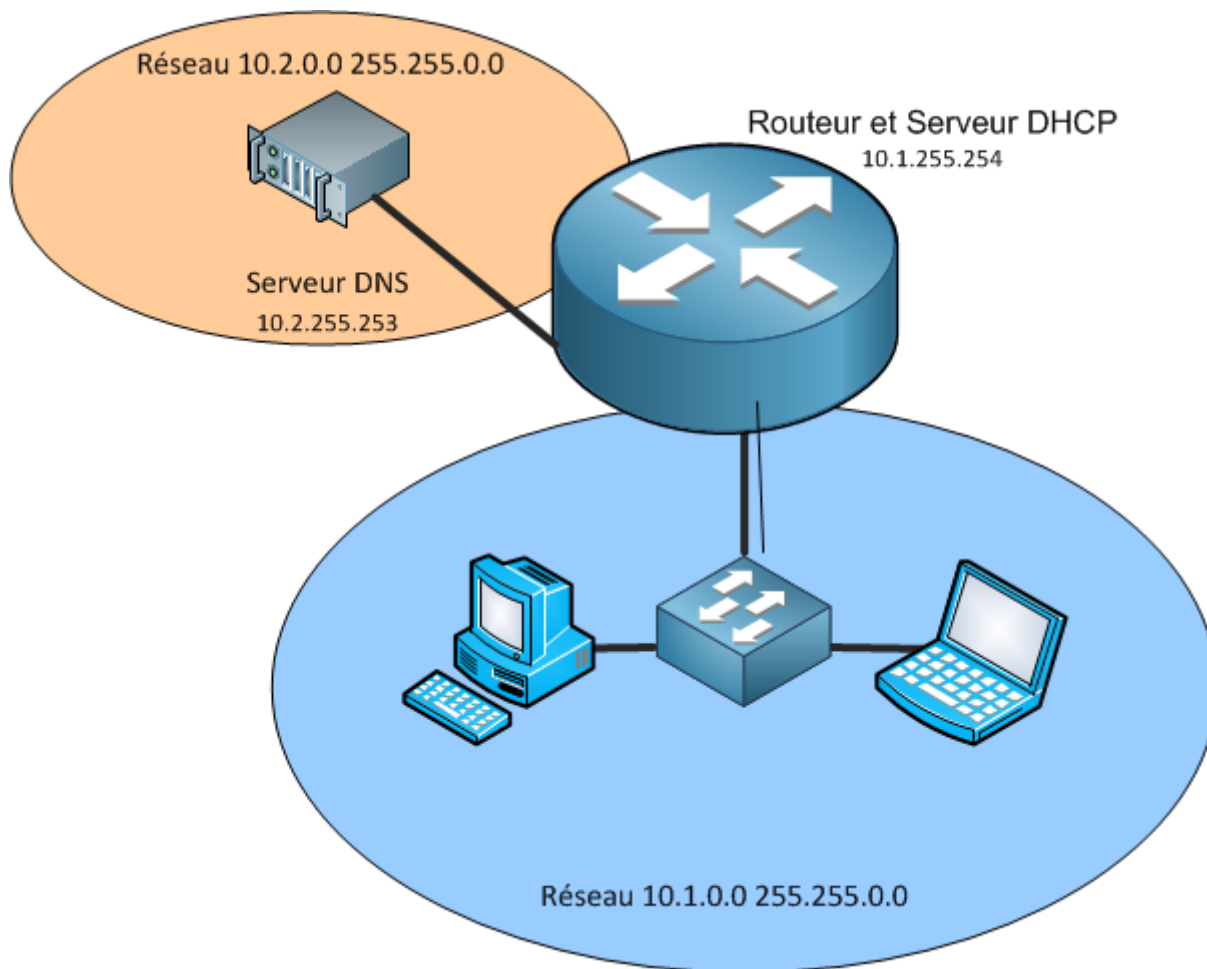 Réseau 10.2.0.0 255.255.0.0
Routeur et Serveur DHCP
10.1.255.254
Serveur DNS
10.2.255.253
Réseau 10.1.0.0 255.255.0.0